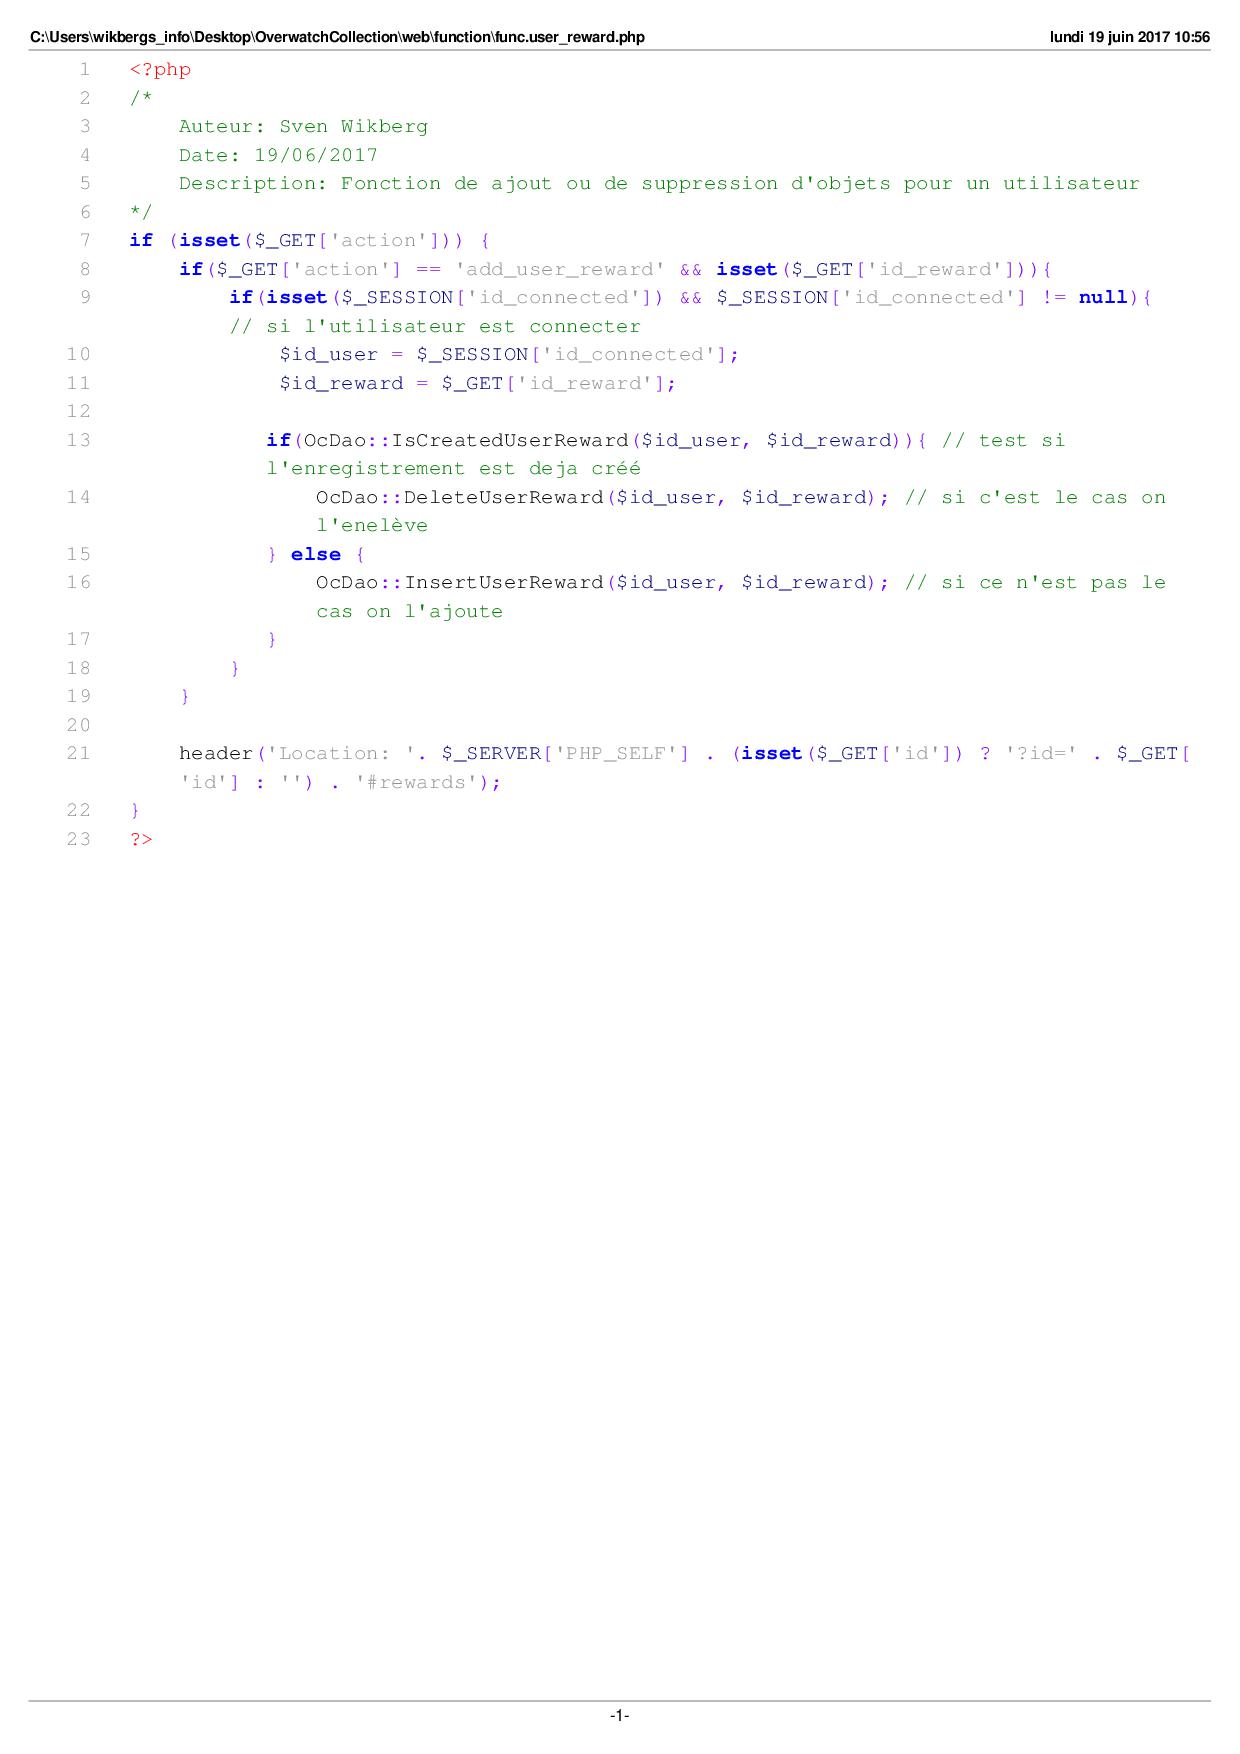 C:\Users\wikbergs_info\Desktop\OverwatchCollection\web\function\func.user_reward.php lundi 19 juin 2017 10:56
1 <?php
2 /*
3 Auteur: Sven Wikberg
4 Date: 19/06/2017
5 Description: Fonction de ajout ou de suppression d'objets pour un utilisateur
6 */
7 if (isset($_GET['action'])) {
8 if($_GET['action'] == 'add_user_reward' && isset($_GET['id_reward'])){
9 if(isset($_SESSION['id_connected']) && $_SESSION['id_connected'] != null){
// si l'utilisateur est connecter
10 $id_user = $_SESSION['id_connected'];
11 $id_reward = $_GET['id_reward'];
12
13 if(OcDao::IsCreatedUserReward($id_user, $id_reward)){ // test si
l'enregistrement est deja créé
14 OcDao::DeleteUserReward($id_user, $id_reward); // si c'est le cas on
l'enelève
15 } else {
16 OcDao::InsertUserReward($id_user, $id_reward); // si ce n'est pas le
cas on l'ajoute
17 }
18 }
19 }
20
21 header('Location: '. $_SERVER['PHP_SELF'] . (isset($_GET['id']) ? '?id=' . $_GET[
'id'] : '') . '#rewards');
22 }
23 ?>
-1-